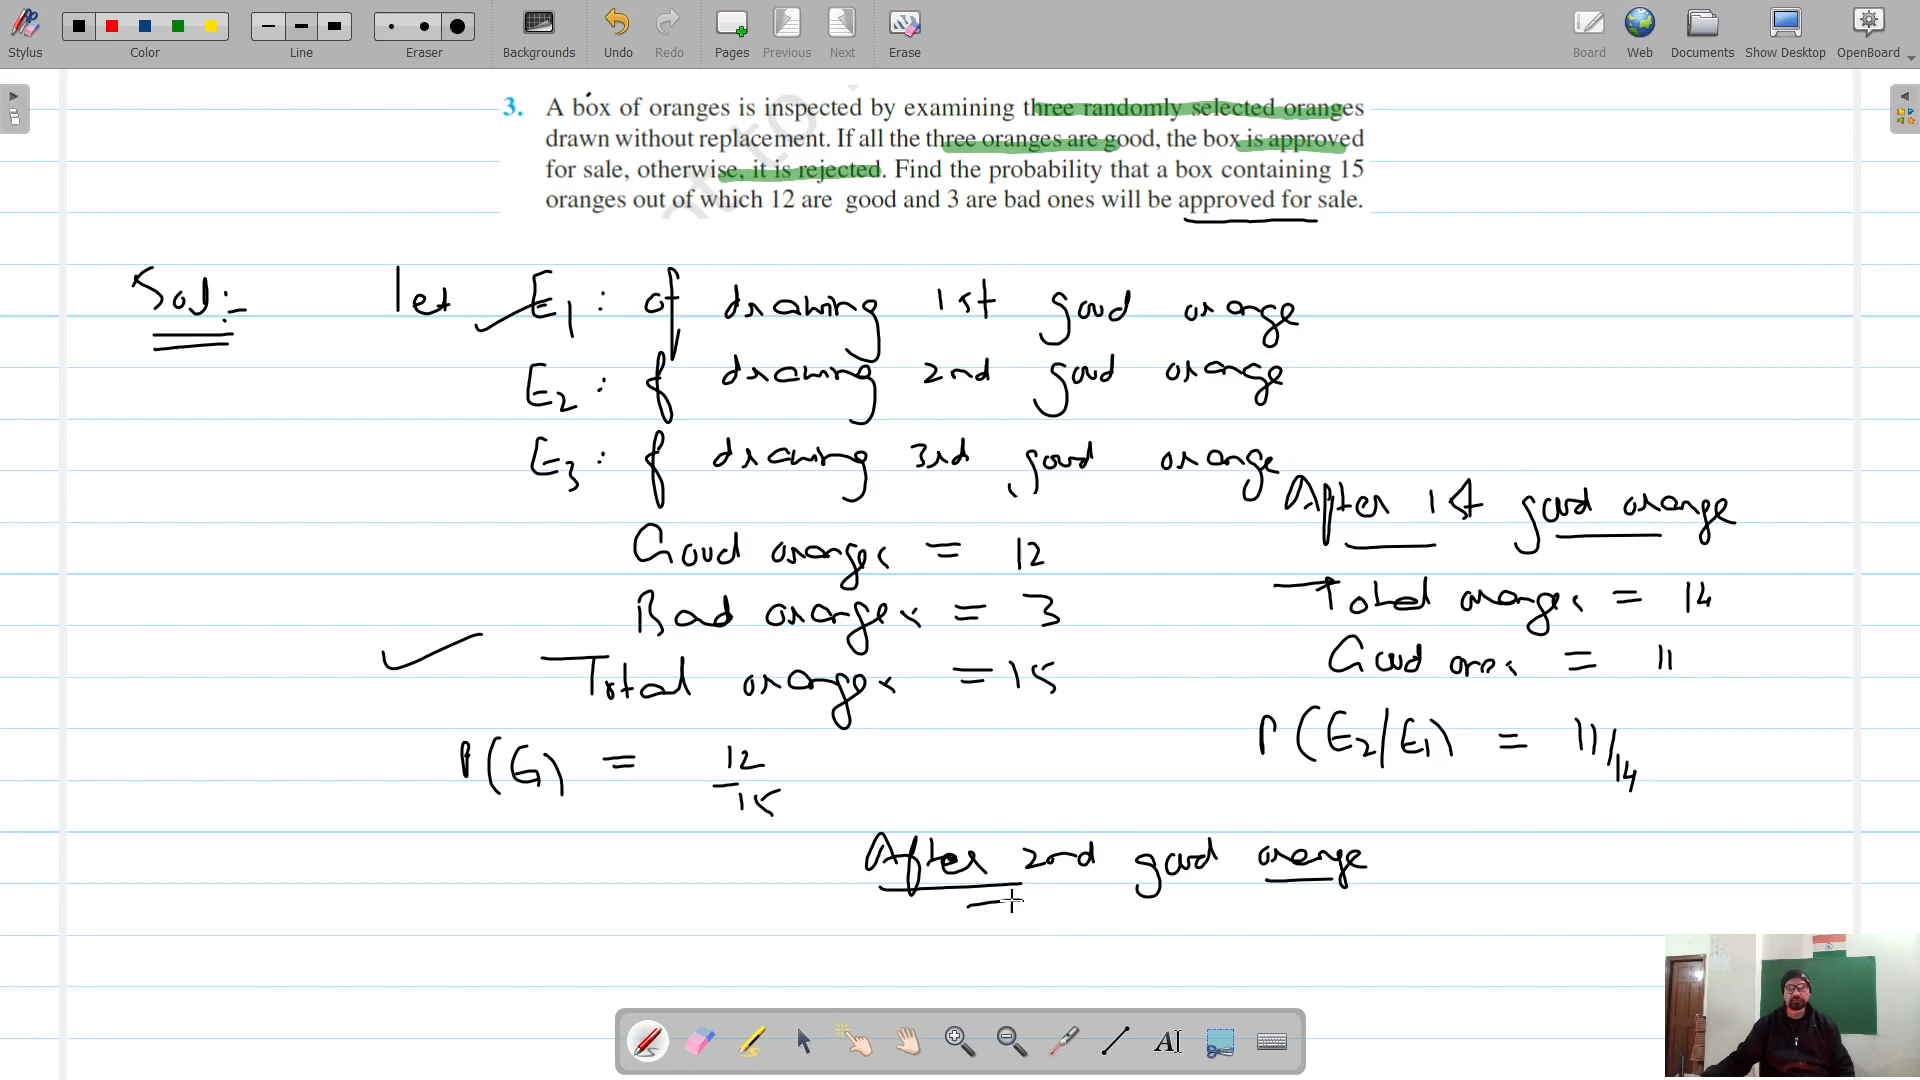 Stylus Color Line Eraser Backgrounds Undo Redo Pages Previous Next Erase Board Web Documents Show Desktop OpenBoard
3. A box of oranges is inspected by examining three randomly selected oranges
drawn without replacement. If all the three oranges are good, the box is approved
for sale, otherwise, it is rejected. Find the probability that a box containing 15
oranges out of which 12 are good and 3 are bad ones will be approved for sale.
Sol:- let E1 : of drawing 1st good orange
E2 : of drawing 2nd good orange
E3 : of drawing 3rd good orange
Good oranges = 12
Bad oranges = 3
Total oranges = 15
P(E1) = 12/15
After 1st good orange
Total oranges = 14
Good = 11
P(E2/E1) = 11/14
After 2nd good orange